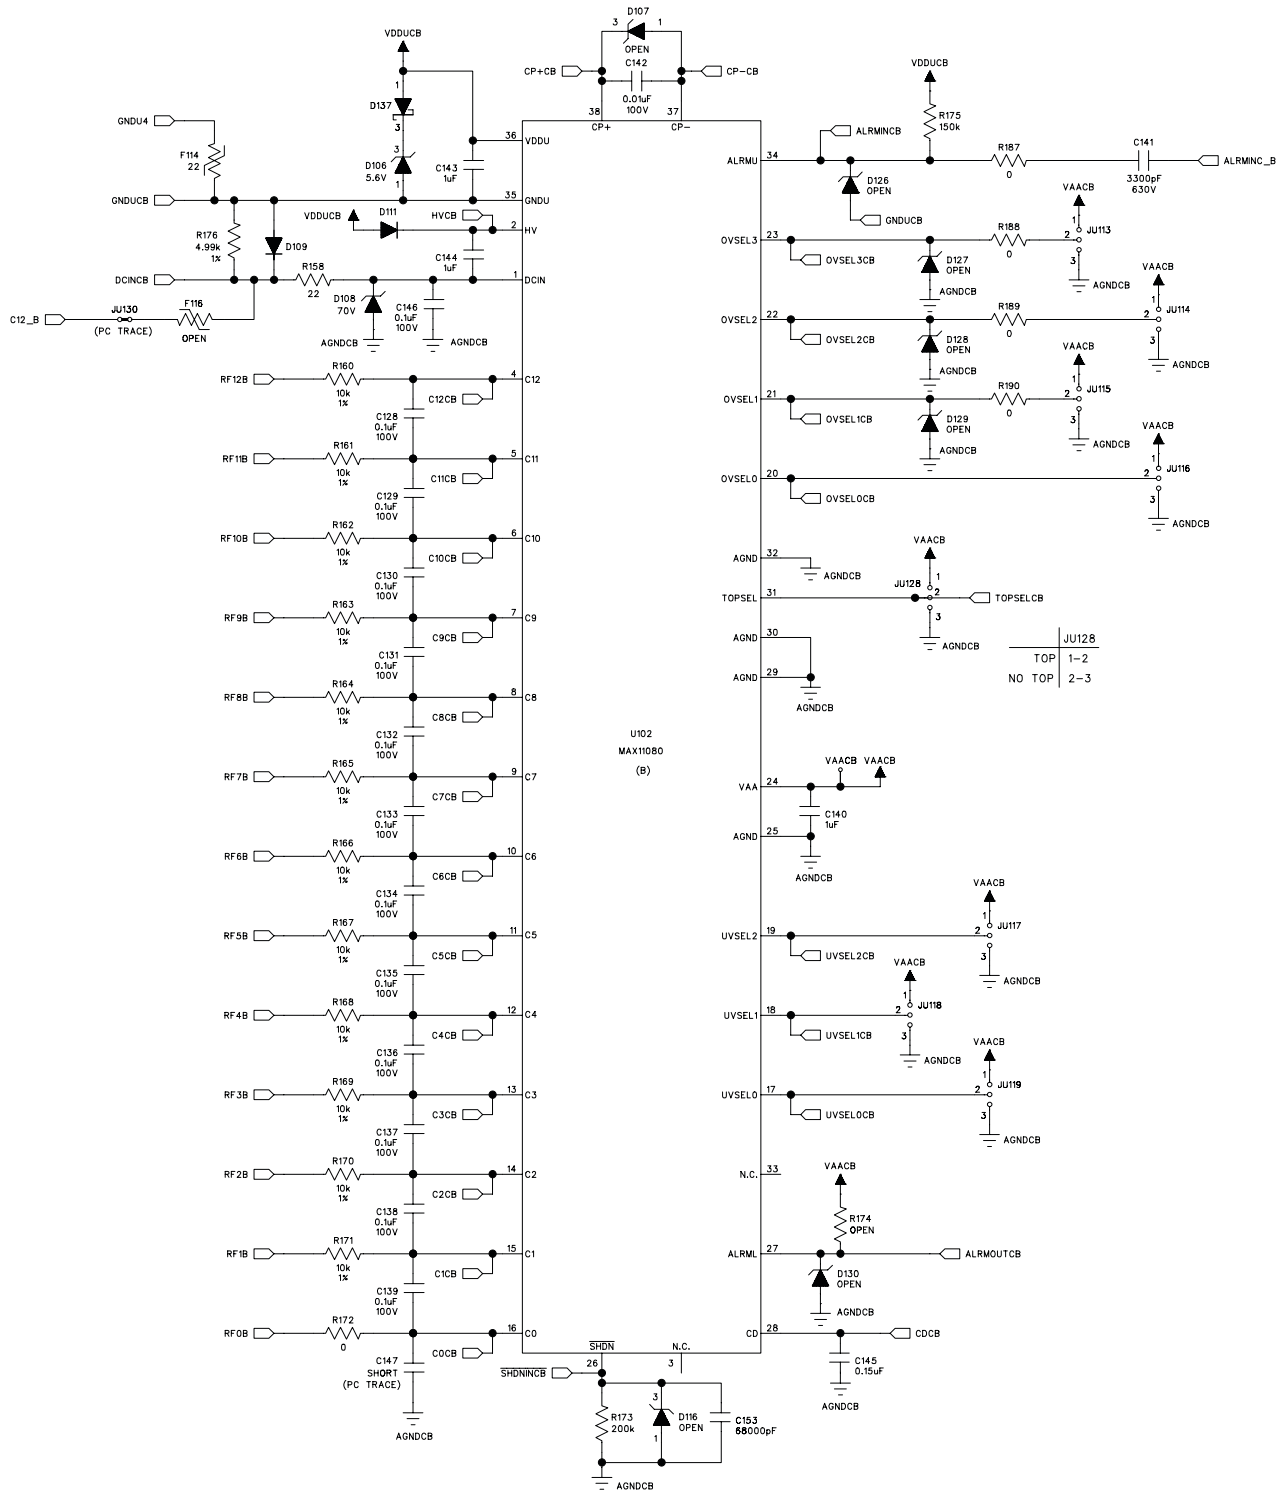 D107
3
1
OPEN
CP+CB
C142
CP-CB
0.01uF
100V
38
37
CP+
CP-
VDDUCB
1
D137
3
3
D106
5.6V
1
36
VDDU
C143
1uF
GNDU4
F114
22
GNDUCB
35
GNDU
R176
4.99k
1%
D109
VDDUCB
D111
HVCB
2
HV
C144
1uF
DCINCB
R158
22
1
DCIN
D108
70V
C146
0.1uF
100V
AGNDCB
AGNDCB
C12_B
JU130
(PC TRACE)
F116
OPEN
RF12B
R160
10k
1%
4
C12
C12CB
C128
0.1uF
100V
RF11B
R161
10k
1%
5
C11
C11CB
C129
0.1uF
100V
RF10B
R162
10k
1%
6
C10
C10CB
C130
0.1uF
100V
RF9B
R163
10k
1%
7
C9
C9CB
C131
0.1uF
100V
RF8B
R164
10k
1%
8
C8
C8CB
C132
0.1uF
100V
RF7B
R165
10k
1%
9
C7
C7CB
C133
0.1uF
100V
RF6B
R166
10k
1%
10
C6
C6CB
C134
0.1uF
100V
RF5B
R167
10k
1%
11
C5
C5CB
C135
0.1uF
100V
RF4B
R168
10k
1%
12
C4
C4CB
C136
0.1uF
100V
RF3B
R169
10k
1%
13
C3
C3CB
C137
0.1uF
100V
RF2B
R170
10k
1%
14
C2
C2CB
C138
0.1uF
100V
RF1B
R171
10k
1%
15
C1
C1CB
C139
0.1uF
100V
RF0B
R172
0
16
C0
C0CB
C147
SHORT
(PC TRACE)
AGNDCB
U102
MAX11080
(B)
SHDN
26
N.C.
3
SHDNINCB
R173
200k
3
D116
OPEN
1
C153
68000pF
AGNDCB
VDDUCB
R175
150k
ALRMINCB
ALRMU
34
R187
0
C141
3300pF
630V
ALRMINC_B
D126
OPEN
GNDUCB
OVSEL3
23
OVSEL3CB
R188
0
VAACB
1
2
3
JU113
AGNDCB
D127
OPEN
AGNDCB
OVSEL2
22
OVSEL2CB
R189
0
VAACB
1
2
3
JU114
AGNDCB
D128
OPEN
AGNDCB
OVSEL1
21
OVSEL1CB
R190
0
VAACB
1
2
3
JU115
AGNDCB
D129
OPEN
AGNDCB
OVSEL0
20
OVSEL0CB
VAACB
1
2
3
JU116
AGNDCB
AGND
32
AGNDCB
TOPSEL
31
VAACB
JU128
1
2
3
TOPSELCB
AGNDCB
AGND
30
AGND
29
AGNDCB
JU128
TOP 1-2
NO TOP 2-3
VAA
24
VAACB
VAACB
C140
1uF
AGND
25
AGNDCB
UVSEL2
19
UVSEL2CB
VAACB
1
2
3
JU117
AGNDCB
UVSEL1
18
UVSEL1CB
VAACB
1
2
3
JU118
AGNDCB
UVSEL0
17
UVSEL0CB
VAACB
1
2
3
JU119
AGNDCB
N.C.
33
VAACB
R174
OPEN
ALRML
27
ALRMOUTCB
D130
OPEN
AGNDCB
CD
28
CDCB
C145
0.15uF
AGNDCB